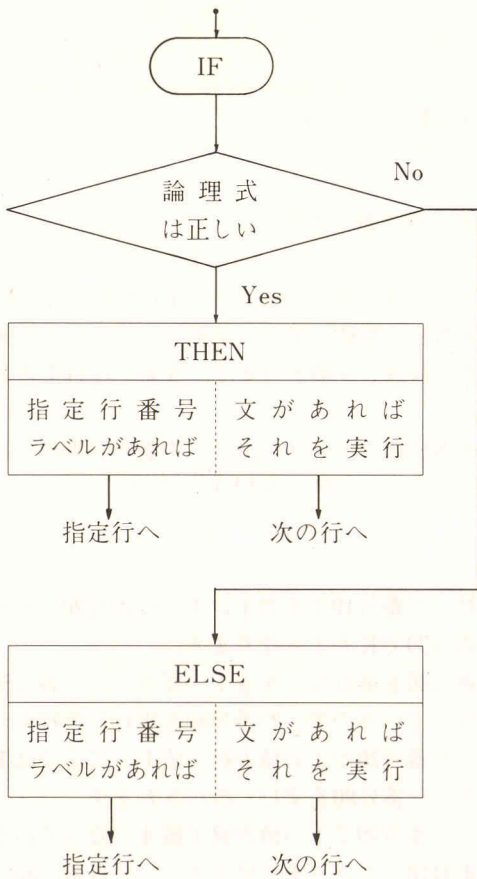 IF
論理式
は正しい
No
Yes
THEN
指定行番号
ラベルがあれば
文があれば
それを実行
指定行へ
次の行へ
ELSE
指定行番号
ラベルがあれば
文があれば
それを実行
指定行へ
次の行へ